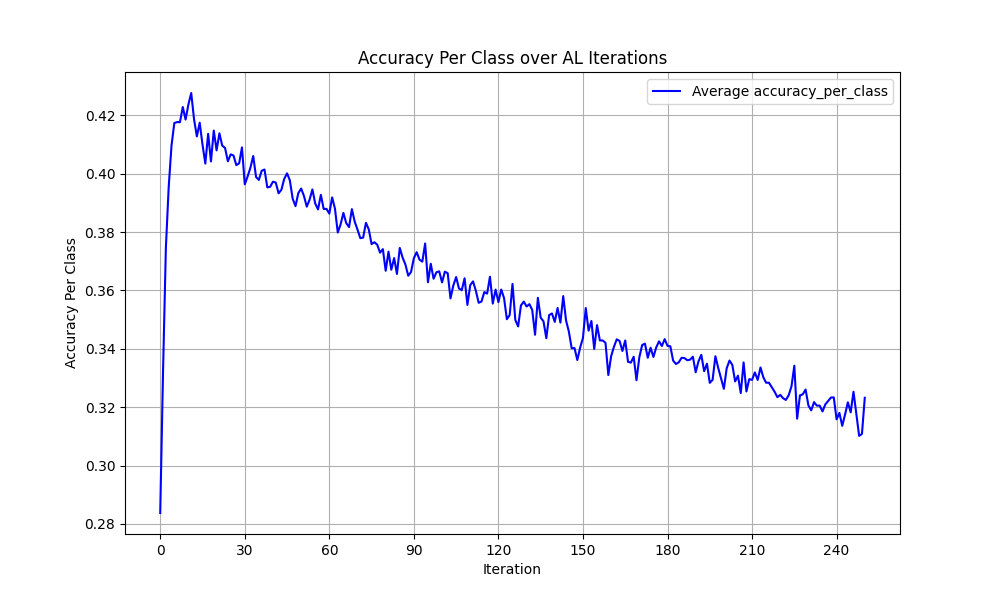 Accuracy Per Class over AL Iterations
Average accuracy_per_class
Accuracy Per Class
0.42
0.40
0.38
0.36
0.34
0.32
0.30
0.28
0 30 60 90 120 150 180 210 240
Iteration